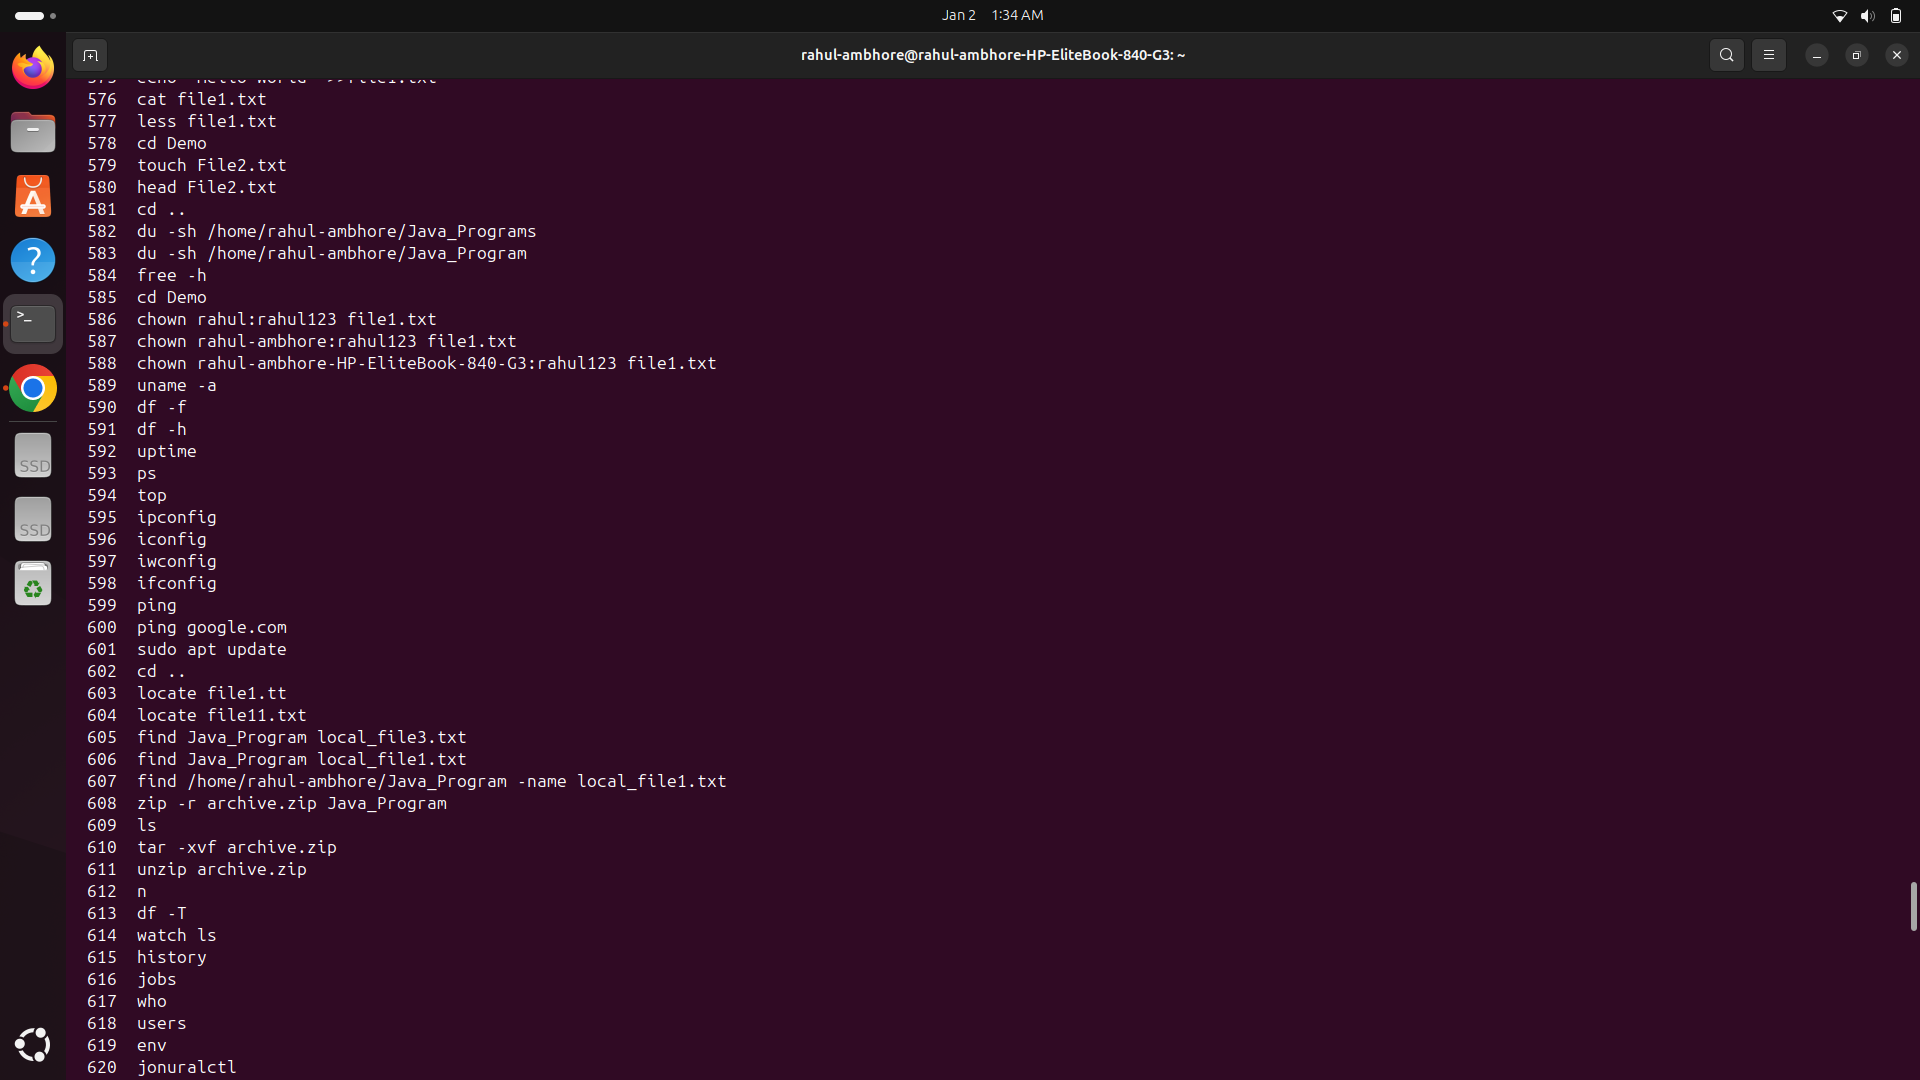 Jan 2 1:34 AM
rahul-ambhore@rahul-ambhore-HP-EliteBook-840-G3: ~
576 cat file1.txt
577 less file1.txt
578 cd Demo
579 touch File2.txt
580 head File2.txt
581 cd ..
582 du -sh /home/rahul-ambhore/Java_Programs
583 du -sh /home/rahul-ambhore/Java_Program
584 free -h
585 cd Demo
586 chown rahul:rahul123 file1.txt
587 chown rahul-ambhore:rahul123 file1.txt
588 chown rahul-ambhore-HP-EliteBook-840-G3:rahul123 file1.txt
589 uname -a
590 df -f
591 df -h
592 uptime
593 ps
594 top
595 ipconfig
596 iconfig
597 iwconfig
598 ifconfig
599 ping
600 ping google.com
601 sudo apt update
602 cd ..
603 locate file1.tt
604 locate file11.txt
605 find Java_Program local_file3.txt
606 find Java_Program local_file1.txt
607 find /home/rahul-ambhore/Java_Program -name local_file1.txt
608 zip -r archive.zip Java_Program
609 ls
610 tar -xvf archive.zip
611 unzip archive.zip
612 n
613 df -T
614 watch ls
615 history
616 jobs
617 who
618 users
619 env
620 jonuralctl
SSD
SSD